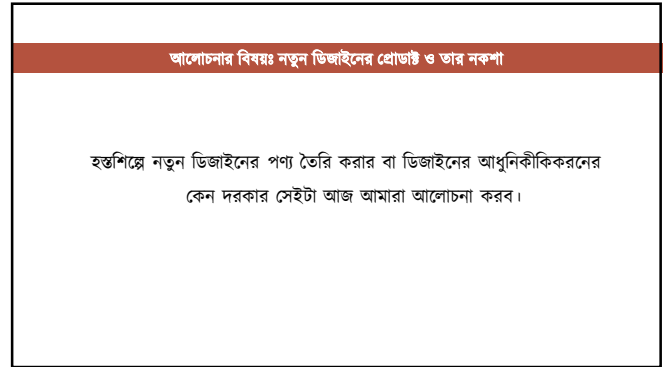 আলোচনার বিষয়ঃ নতুন ডিজাইনের প্রোডাক্ট ও তার নকশা
হস্তশিল্পে নতুন ডিজাইনের পণ্য তৈরি করার বা ডিজাইনের আধুনিকীকিকরনের
কেন দরকার সেইটা আজ আমারা আলোচনা করব।